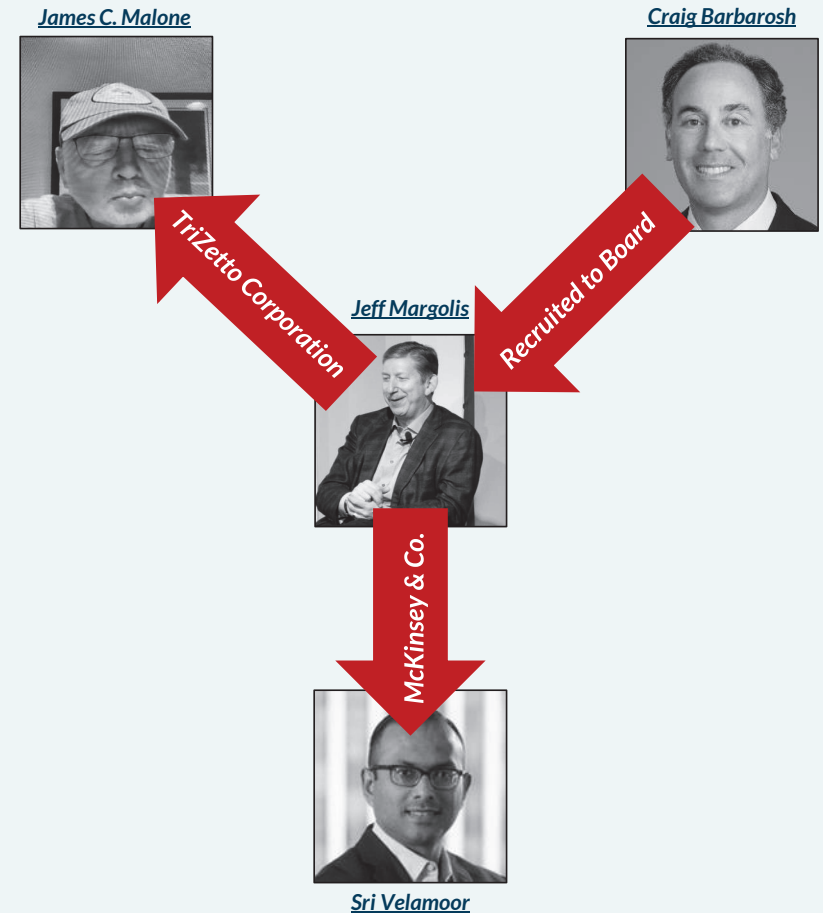 James C. Malone
Craig Barbarosh
TriZetto Corporation
Recruited to Board
Jeff Margolis
McKinsey & Co.
Sri Velamoor